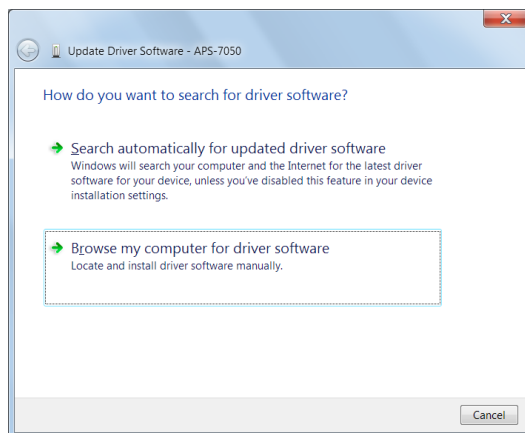 Update Driver Software - APS-7050
How do you want to search for driver software?
Search automatically for updated driver software
Windows will search your computer and the Internet for the latest driver
software for your device, unless you've disabled this feature in your device
installation settings.
Browse my computer for driver software
Locate and install driver software manually.
Cancel